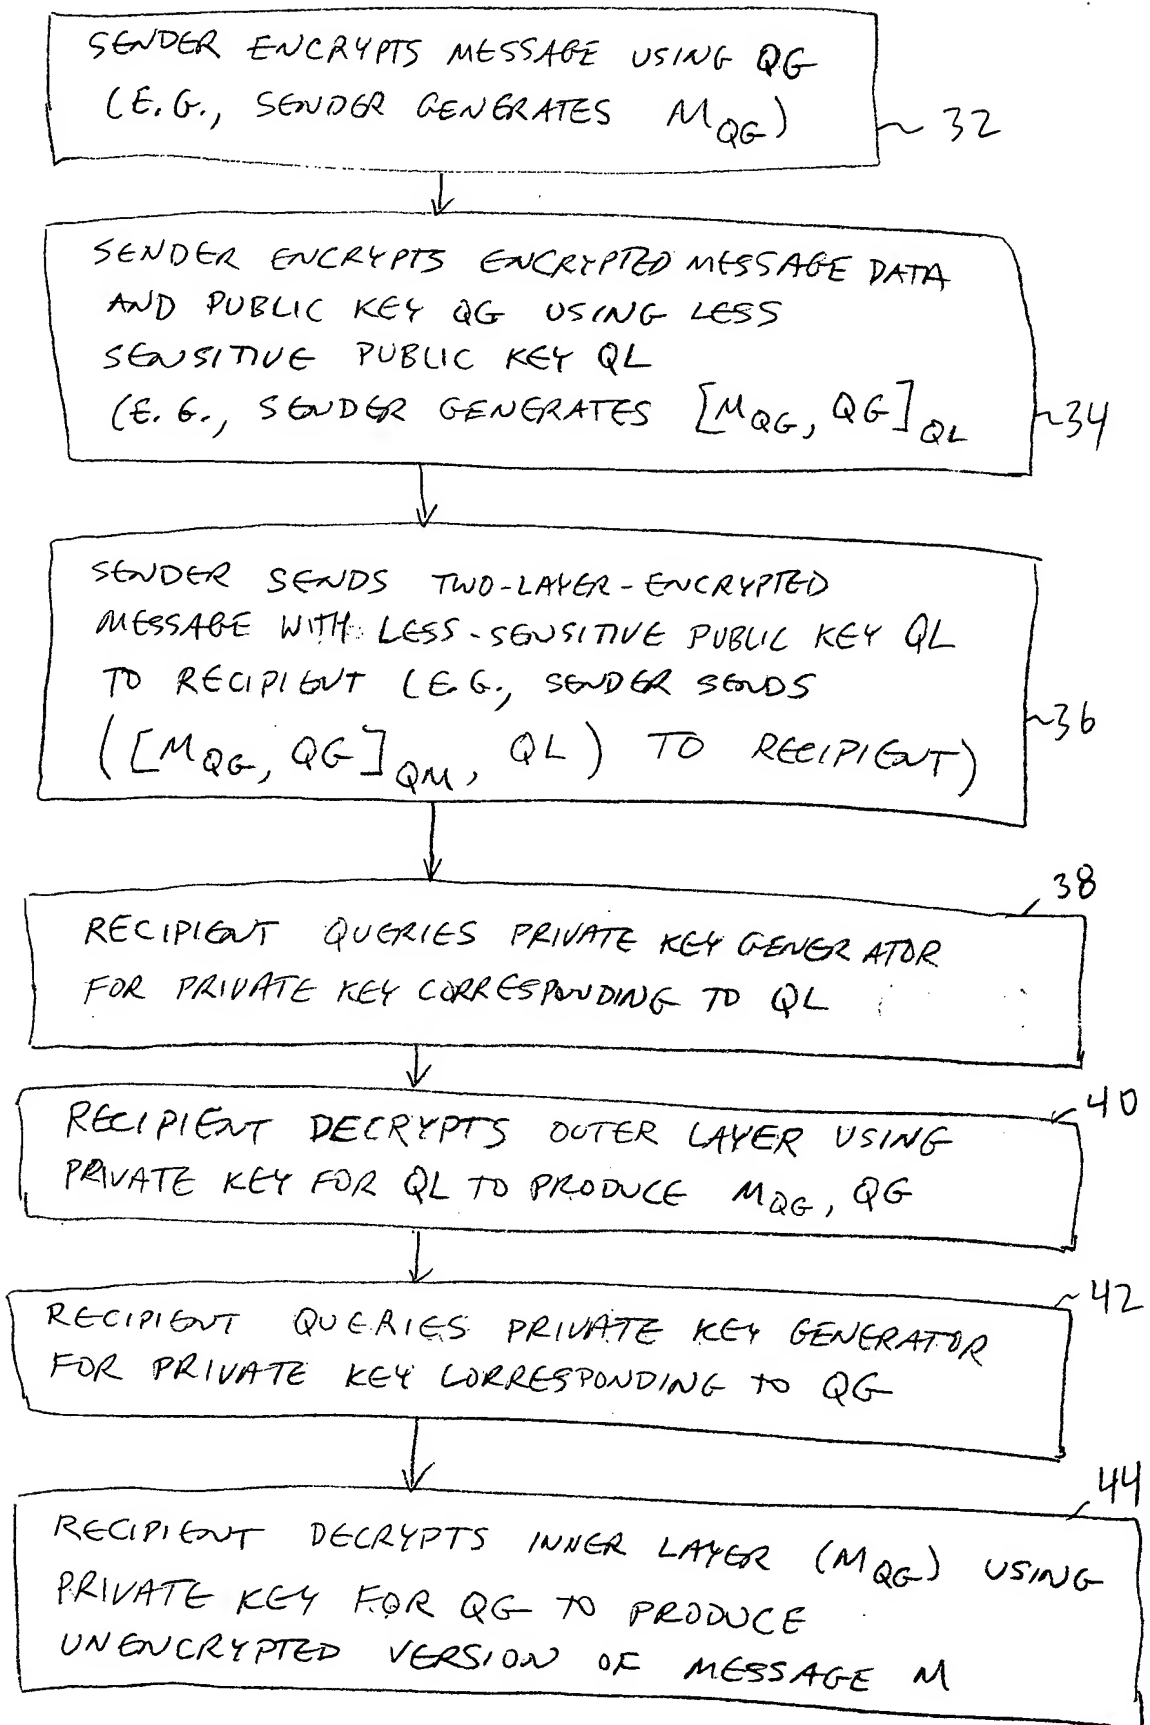 SENDER ENCRYPTS MESSAGE USING QG
(E.G., SENDER GENERATES M_QG)
32
SENDER ENCRYPTS ENCRYPTED MESSAGE DATA
AND PUBLIC KEY QG USING LESS
SENSITIVE PUBLIC KEY QL
(E.G., SENDER GENERATES [M_QG, QG]_QL
34
SENDER SENDS TWO-LAYER-ENCRYPTED
MESSAGE WITH LESS-SENSITIVE PUBLIC KEY QL
TO RECIPIENT (E.G., SENDER SENDS
([M_QG, QG]_QM, QL) TO RECIPIENT)
36
38
RECIPIENT QUERIES PRIVATE KEY GENERATOR
FOR PRIVATE KEY CORRESPONDING TO QL
40
RECIPIENT DECRYPTS OUTER LAYER USING
PRIVATE KEY FOR QL TO PRODUCE M_QG, QG
42
RECIPIENT QUERIES PRIVATE KEY GENERATOR
FOR PRIVATE KEY CORRESPONDING TO QG
44
RECIPIENT DECRYPTS INNER LAYER (M_QG) USING
PRIVATE KEY FOR QG TO PRODUCE
UNENCRYPTED VERSION OF MESSAGE M